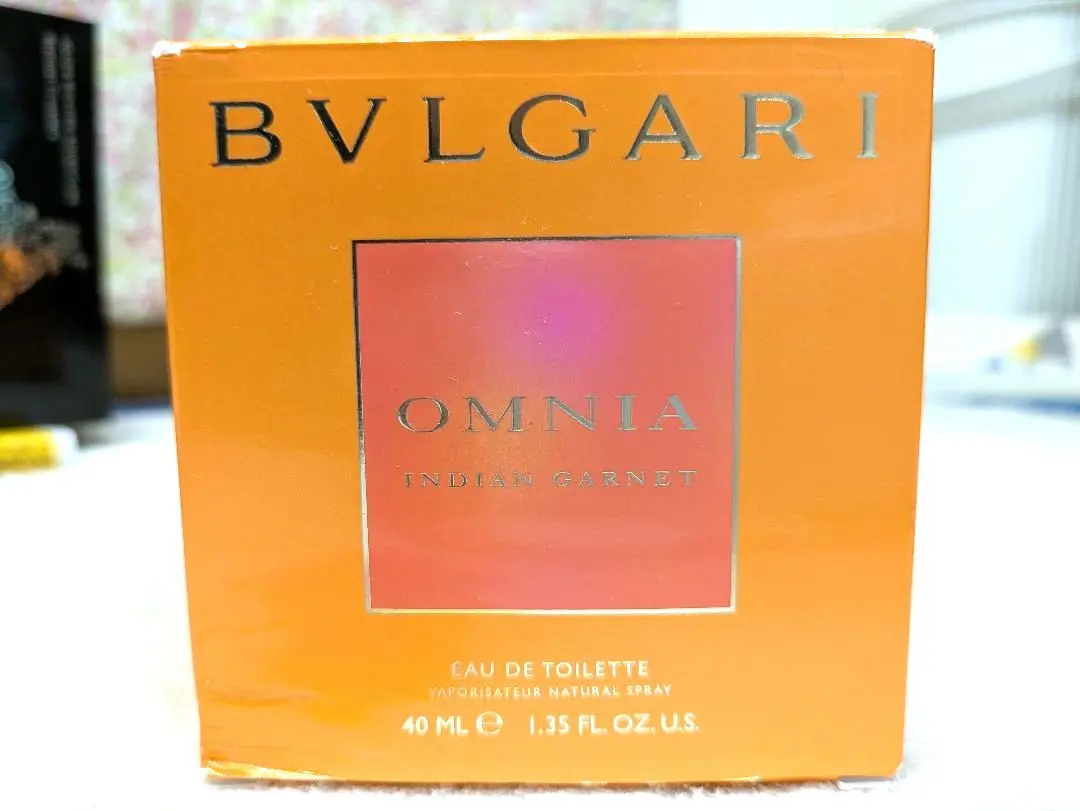 BVLGARI
OMNIA
INDIAN GARNET
EAU DE TOILETTE
VAPORISATEUR NATURAL SPRAY
40 ML ℮ 1.35 FL. OZ. U.S.